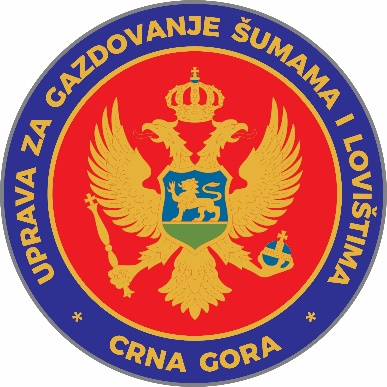 UPRAVA ZA GAZDOVANJE ŠUMAMA I LOVIŠTIMA
* CRNA GORA *